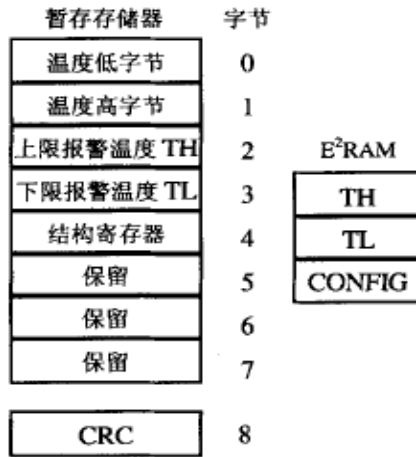 暂存存储器 字节
温度低字节 0
温度高字节 1
上限报警温度 TH 2 E²RAM
下限报警温度 TL 3 TH
结构寄存器 4 TL
保留 5 CONFIG
保留 6
保留 7
CRC 8